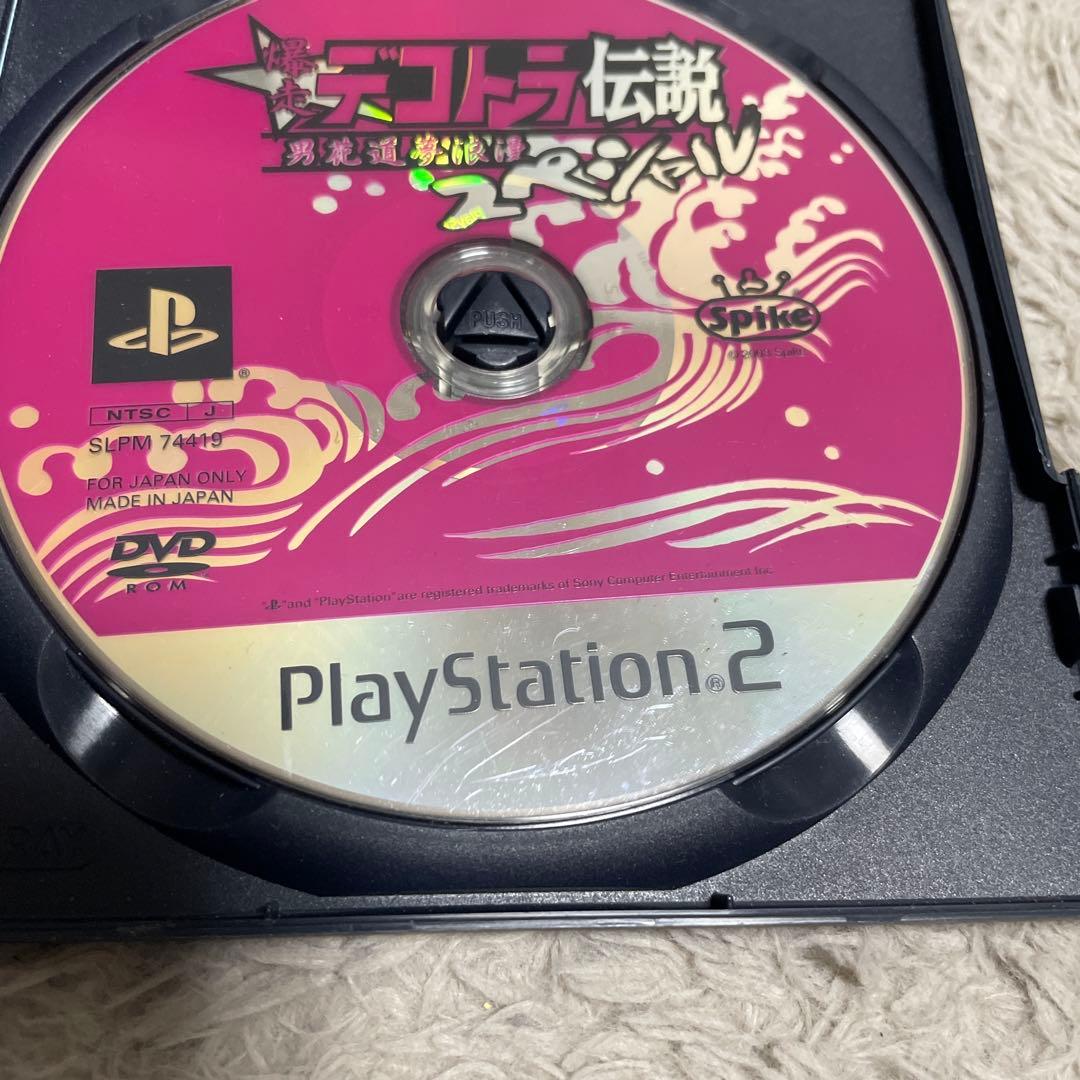 爆走
デコトラ伝説
男花道夢浪漫
スペシャル
PUSH
Spike
© 2003 Spike
NTSC J
SLPM 74419
FOR JAPAN ONLY
MADE IN JAPAN
DVD
ROM
" " and "PlayStation" are registered trademarks of Sony Computer Entertainment Inc.
PlayStation®2